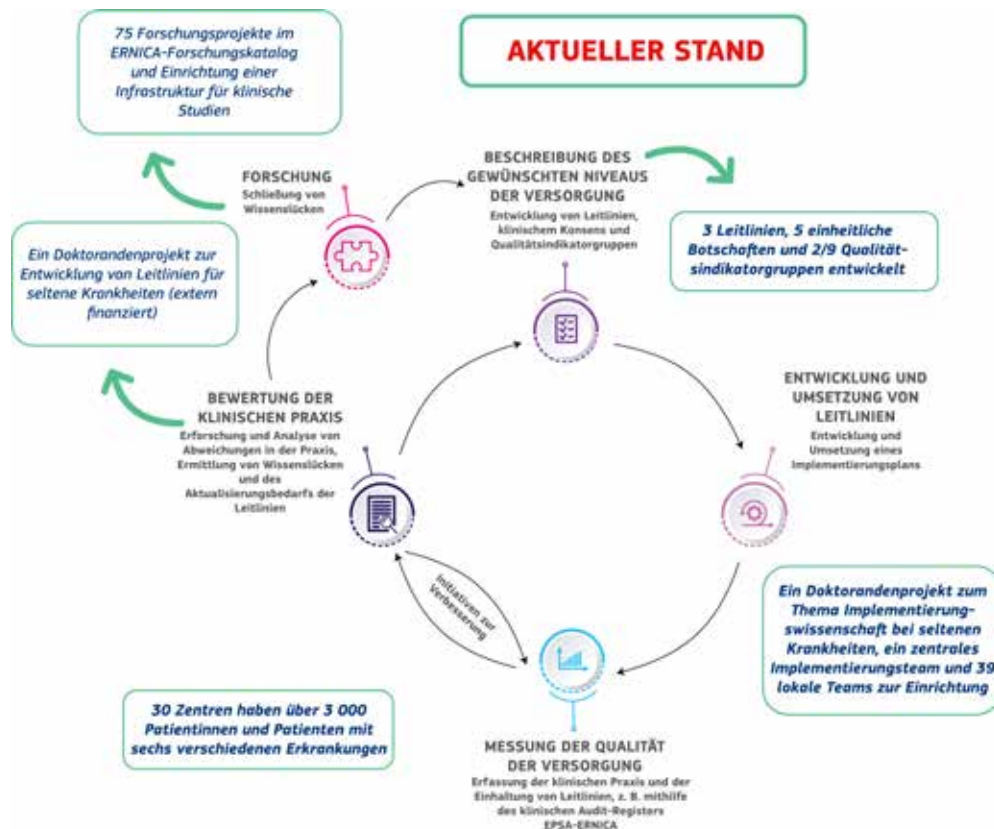 75 Forschungsprojekte im
ERNICA-Forschungskatalog
und Einrichtung einer
Infrastruktur für klinische
Studien
AKTUELLER STAND
FORSCHUNG
Schließung von
Wissenslücken
BESCHREIBUNG DES
GEWÜNSCHTEN NIVEAUS
DER VERSORGUNG
Entwicklung von Leitlinien,
klinischem Konsens und
Qualitätsindikatorgruppen
3 Leitlinien, 5 einheitliche
Botschaften und 2/9 Qualität-
sindikatorgruppen entwickelt
Ein Doktorandenprojekt zur
Entwicklung von Leitlinien für
seltene Krankheiten (extern
finanziert)
BEWERTUNG DER
KLINISCHEN PRAXIS
Erforschung und Analyse von
Abweichungen in der Praxis,
Ermittlung von Wissenslücken
und des
Aktualisierungsbedarfs der
Leitlinien
ENTWICKLUNG UND
UMSETZUNG VON
LEITLINIEN
Entwicklung und
Umsetzung eines
Implementierungsplans
Initiativen zur
Verbesserung
Ein Doktorandenprojekt zum
Thema Implementierung-
swissenschaft bei seltenen
Krankheiten, ein zentrales
Implementierungsteam und 39
lokale Teams zur Einrichtung
30 Zentren haben über 3 000
Patientinnen und Patienten mit
sechs verschiedenen Erkrankungen
MESSUNG DER QUALITÄT
DER VERSORGUNG
Erfassung der klinischen Praxis und der
Einhaltung von Leitlinien, z. B. mithilfe
des klinischen Audit-Registers
EPSA-ERNICA